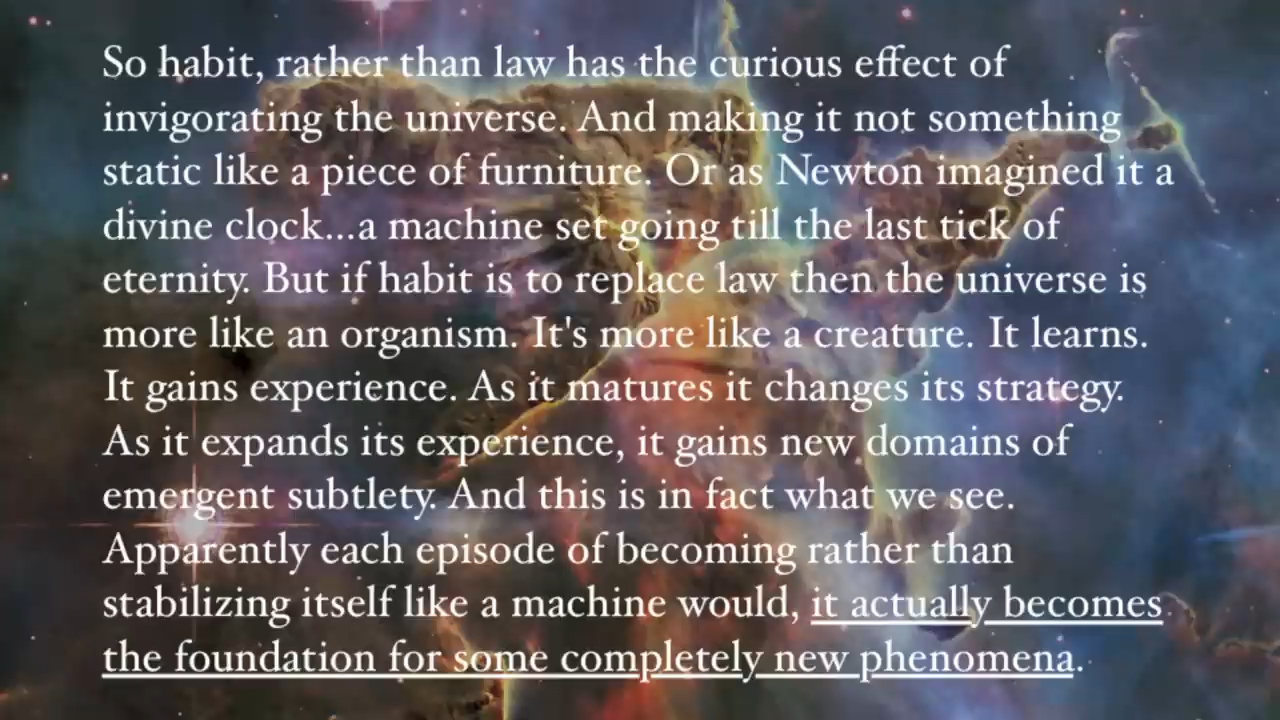 So habit, rather than law has the curious effect of
invigorating the universe. And making it not something
static like a piece of furniture. Or as Newton imagined it a
divine clock...a machine set going till the last tick of
eternity. But if habit is to replace law then the universe is
more like an organism. It's more like a creature. It learns.
It gains experience. As it matures it changes its strategy.
As it expands its experience, it gains new domains of
emergent subtlety. And this is in fact what we see.
Apparently each episode of becoming rather than
stabilizing itself like a machine would, it actually becomes
the foundation for some completely new phenomena.